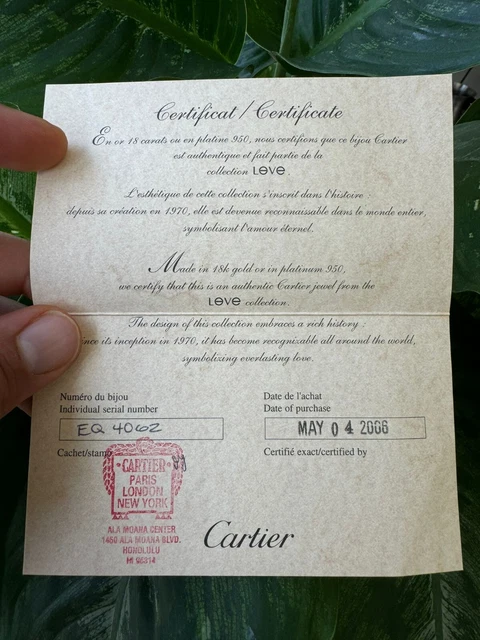 Certificat / Certificate
En or 18 carats ou en platine 950, nous certifions que ce bijou Cartier
est authentique et fait partie de la
collection LOVE.
L'esthétique de cette collection s'inscrit dans l'histoire
depuis sa création en 1970, elle est devenue reconnaissable dans le monde entier,
symbolisant l'amour éternel.
Made in 18k gold or in platinum 950,
we certify that this is an authentic Cartier jewel from the
LOVE collection.
The design of this collection embraces a rich history.
its inception in 1970, it has become recognizable all around the world,
symbolizing everlasting love.
Numéro du bijou
Individual serial number
EQ 4062
Date de l'achat
Date of purchase
MAY 04 2006
Cachet/stamp
Certifié exact/certified by
CARTIER
PARIS
LONDON
NEW YORK
ALA MOANA CENTER
1450 ALA MOANA BLVD.
HONOLULU
HI 96814
Cartier